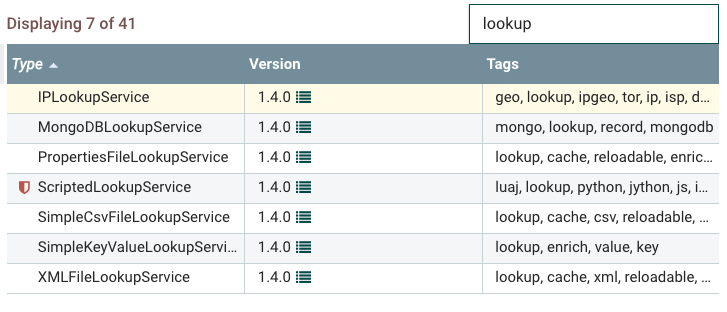 Displaying 7 of 41
lookup
Type Version Tags
IPLookupService 1.4.0 geo, lookup, ipgeo, tor, ip, isp, d...
MongoDBLookupService 1.4.0 mongo, lookup, record, mongodb
PropertiesFileLookupService 1.4.0 lookup, cache, reloadable, enric...
ScriptedLookupService 1.4.0 luaj, lookup, python, jython, js, i...
SimpleCsvFileLookupService 1.4.0 lookup, cache, csv, reloadable, ...
SimpleKeyValueLookupServi... 1.4.0 lookup, enrich, value, key
XMLFileLookupService 1.4.0 lookup, cache, xml, reloadable, ...